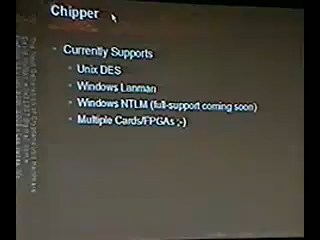 Chipper
Currently Supports
Unix DES
Windows Lanman
Windows NTLM (full-support coming soon)
Multiple Cards/FPGAs ;-)